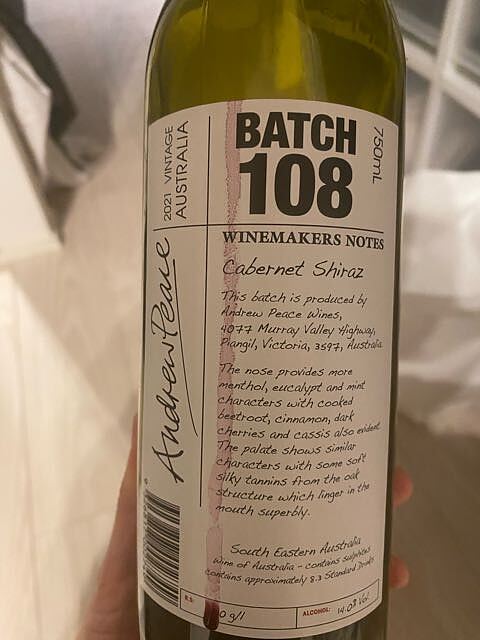 2021 VINTAGE
AUSTRALIA
Andrew Peace
BATCH
108
750mL
WINEMAKERS NOTES
Cabernet Shiraz
This batch is produced by
Andrew Peace Wines,
4077 Murray Valley Highway,
Piangil, Victoria, 3597, Australia
The nose provides more
menthol, eucalypt and mint
characters with cooked
beetroot, cinnamon, dark
cherries and cassis also evident
The palate shows similar
characters with some soft
silky tannins from the oak
structure which linger in the
mouth superbly.
South Eastern Australia
Wine of Australia - contains sulphites
Contains approximately 8.3 Standard Drinks
R.S:
0 g/l
ALCOHOL:
14.0% Vol